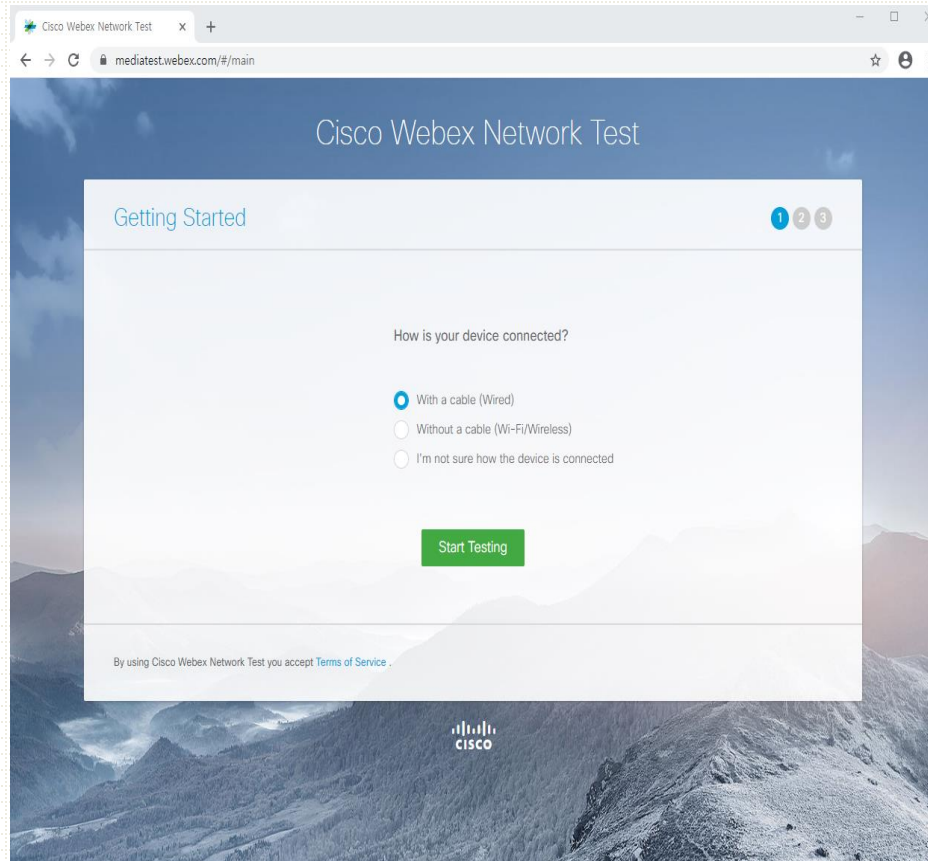 Cisco Webex Network Test
mediatest.webex.com/#/main
Cisco Webex Network Test
Getting Started
1 2 3
How is your device connected?
With a cable (Wired)
Without a cable (Wi-Fi/Wireless)
I'm not sure how the device is connected
Start Testing
By using Cisco Webex Network Test you accept Terms of Service .
CISCO